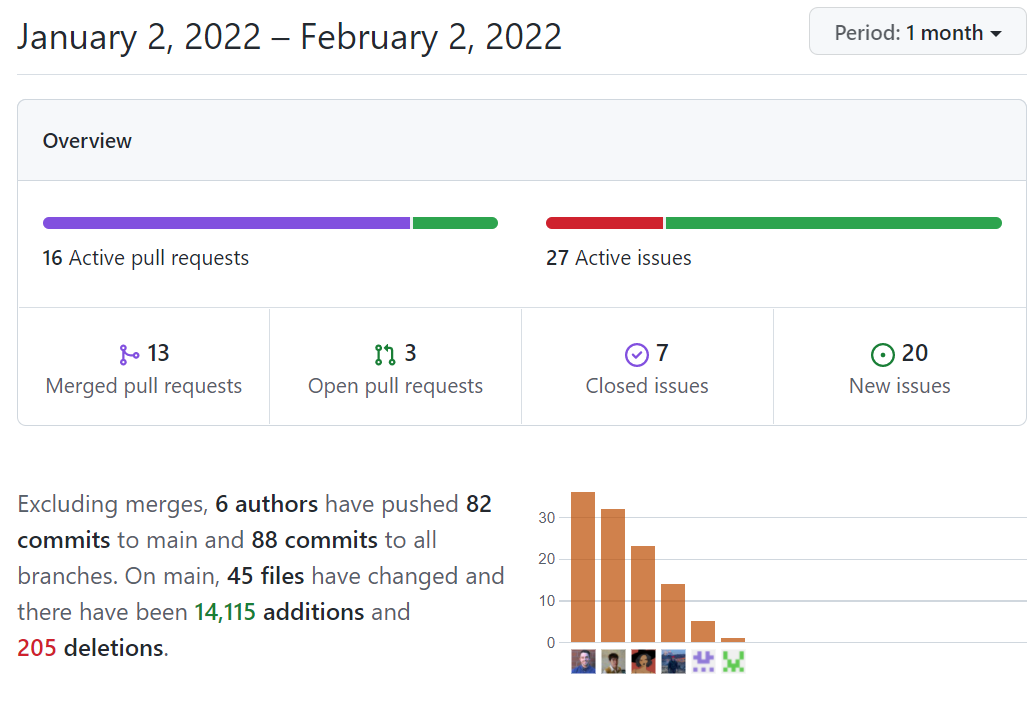 January 2, 2022 – February 2, 2022
Period: 1 month
Overview
16 Active pull requests
27 Active issues
13
Merged pull requests
3
Open pull requests
7
Closed issues
20
New issues
Excluding merges, 6 authors have pushed 82
commits to main and 88 commits to all
branches. On main, 45 files have changed and
there have been 14,115 additions and
205 deletions.
30
20
10
0